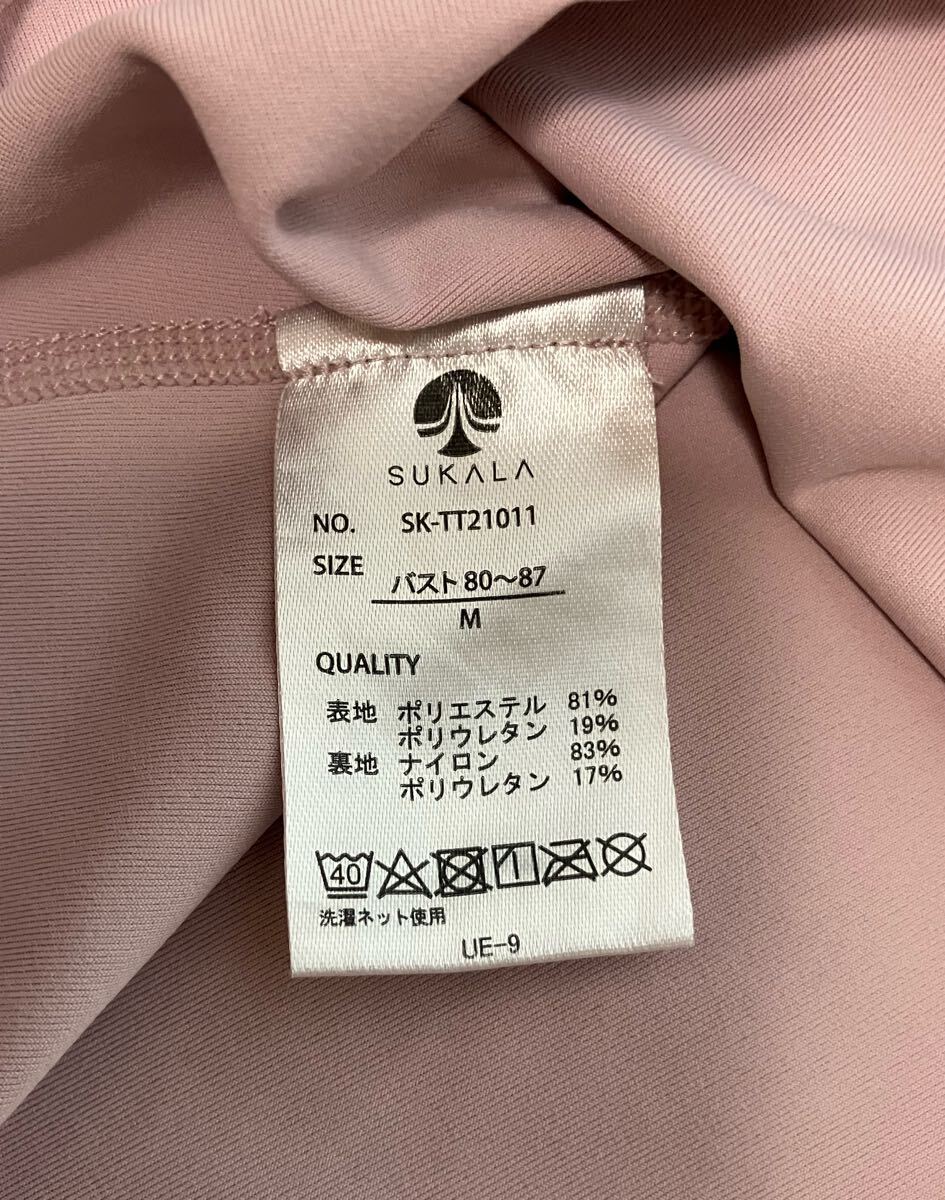 SUKALA
NO. SK-TT21011
SIZE バスト 80～87
M
QUALITY
表地 ポリエステル 81%
ポリウレタン 19%
裏地 ナイロン 83%
ポリウレタン 17%
40
洗濯ネット使用
UE-9